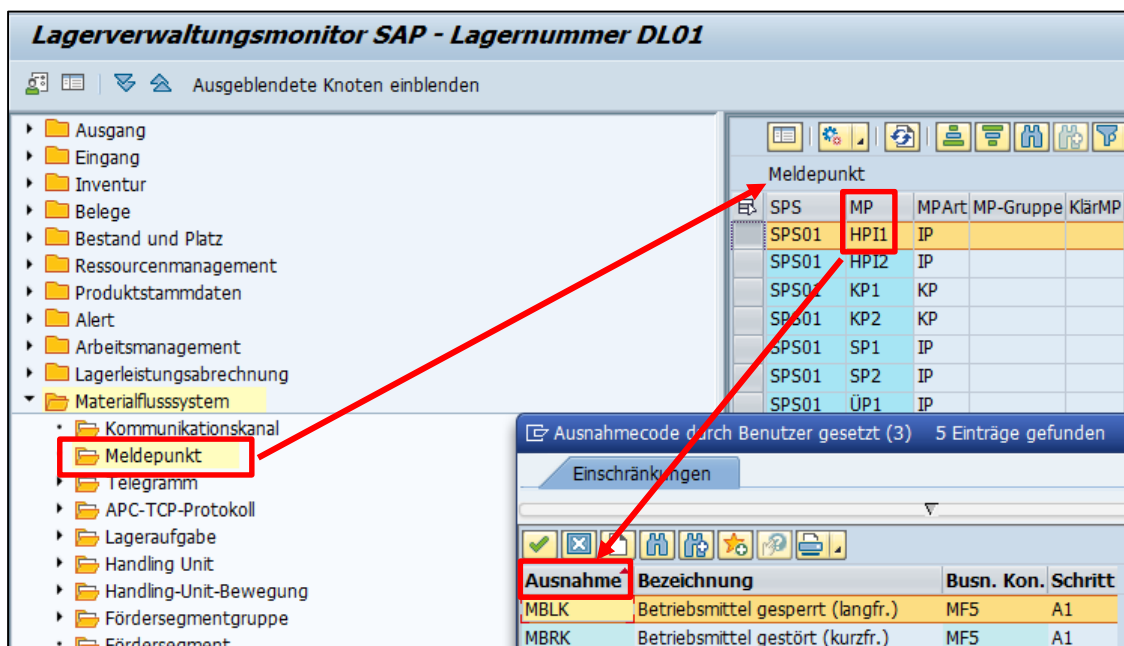 Lagerverwaltungsmonitor SAP - Lagernummer DL01
Ausgeblendete Knoten einblenden
Ausgang
Eingang
Inventur
Belege
Bestand und Platz
Ressourcenmanagement
Produktstammdaten
Alert
Arbeitsmanagement
Lagerleistungsabrechnung
Materialflusssystem
Kommunikationskanal
Meldepunkt
Telegramm
APC-TCP-Protokoll
Lageraufgabe
Handling Unit
Handling-Unit-Bewegung
Fördersegmentgruppe
Fördersegment
Meldepunkt
SPS MP MPArt MP-Gruppe KlärMP
SPS01 HPI1 IP
SPS01 HPI2 IP
SPS01 KP1 KP
SPS01 KP2 KP
SPS01 SP1 IP
SPS01 SP2 IP
SPS01 ÜP1 IP
Ausnahmecode durch Benutzer gesetzt (3) 5 Einträge gefunden
Einschränkungen
Ausnahme Bezeichnung Busn. Kon. Schritt
MBLK Betriebsmittel gesperrt (langfr.) MF5 A1
MBRK Betriebsmittel gestört (kurzfr.) MF5 A1